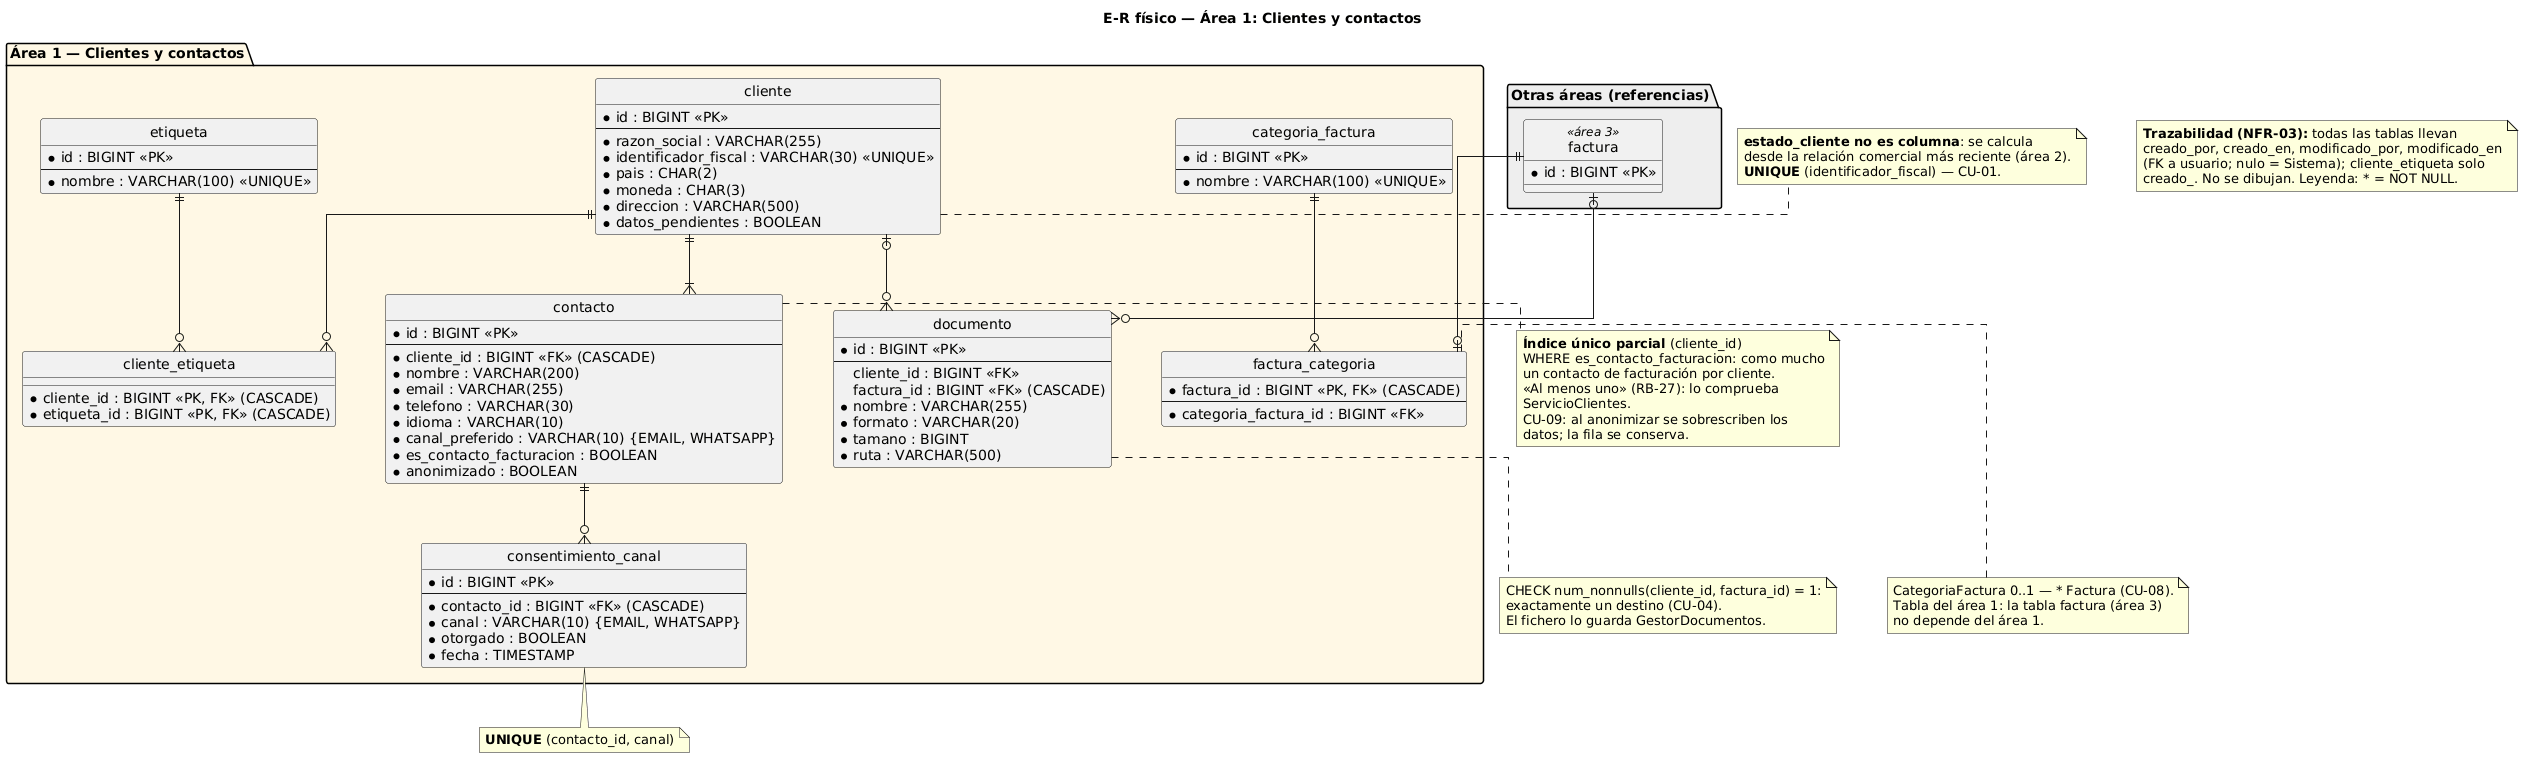 E-R físico — Área 1: Clientes y contactos
Área 1 — Clientes y contactos
cliente
id : BIGINT «PK»
razon_social : VARCHAR(255)
identificador_fiscal : VARCHAR(30) «UNIQUE»
pais : CHAR(2)
moneda : CHAR(3)
direccion : VARCHAR(500)
datos_pendientes : BOOLEAN
etiqueta
id : BIGINT «PK»
nombre : VARCHAR(100) «UNIQUE»
categoria_factura
id : BIGINT «PK»
nombre : VARCHAR(100) «UNIQUE»
Otras áreas (referencias)
«área 3»
factura
id : BIGINT «PK»
estado_cliente no es columna: se calcula
desde la relación comercial más reciente (área 2).
UNIQUE (identificador_fiscal) — CU-01.
Trazabilidad (NFR-03): todas las tablas llevan
creado_por, creado_en, modificado_por, modificado_en
(FK a usuario; nulo = Sistema); cliente_etiqueta solo
creado_. No se dibujan. Leyenda: * = NOT NULL.
cliente_etiqueta
cliente_id : BIGINT «PK, FK» (CASCADE)
etiqueta_id : BIGINT «PK, FK» (CASCADE)
contacto
id : BIGINT «PK»
cliente_id : BIGINT «FK» (CASCADE)
nombre : VARCHAR(200)
email : VARCHAR(255)
telefono : VARCHAR(30)
idioma : VARCHAR(10)
canal_preferido : VARCHAR(10) {EMAIL, WHATSAPP}
es_contacto_facturacion : BOOLEAN
anonimizado : BOOLEAN
documento
id : BIGINT «PK»
cliente_id : BIGINT «FK»
factura_id : BIGINT «FK» (CASCADE)
nombre : VARCHAR(255)
formato : VARCHAR(20)
tamano : BIGINT
ruta : VARCHAR(500)
factura_categoria
factura_id : BIGINT «PK, FK» (CASCADE)
categoria_factura_id : BIGINT «FK»
Índice único parcial (cliente_id)
WHERE es_contacto_facturacion: como mucho
un contacto de facturación por cliente.
«Al menos uno» (RB-27): lo comprueba
ServicioClientes.
CU-09: al anonimizar se sobrescriben los
datos; la fila se conserva.
consentimiento_canal
id : BIGINT «PK»
contacto_id : BIGINT «FK» (CASCADE)
canal : VARCHAR(10) {EMAIL, WHATSAPP}
otorgado : BOOLEAN
fecha : TIMESTAMP
CHECK num_nonnulls(cliente_id, factura_id) = 1:
exactamente un destino (CU-04).
El fichero lo guarda GestorDocumentos.
CategoriaFactura 0..1 — * Factura (CU-08).
Tabla del área 1: la tabla factura (área 3)
no depende del área 1.
UNIQUE (contacto_id, canal)